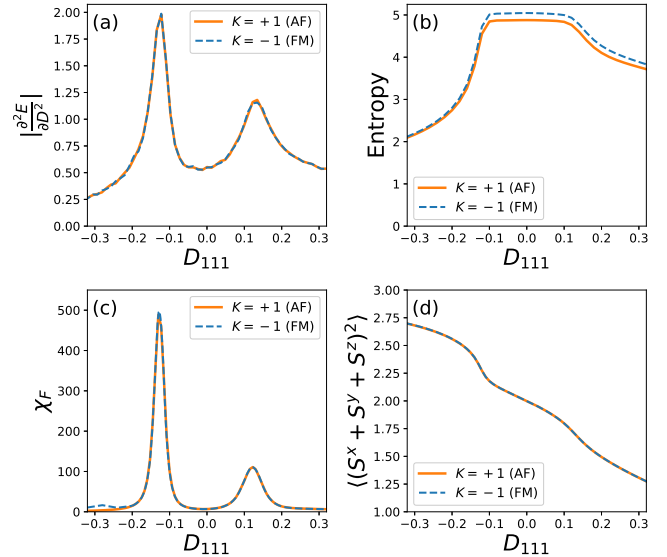 (a)
K = +1 (AF)
K = −1 (FM)
|∂²E/∂D²|
2.00
1.75
1.50
1.25
1.00
0.75
0.50
0.25
0.00
−0.3 −0.2 −0.1 0.0 0.1 0.2 0.3
D₁₁₁
(b)
Entropy
5
4
3
2
1
0
K = +1 (AF)
K = −1 (FM)
−0.3 −0.2 −0.1 0.0 0.1 0.2 0.3
D₁₁₁
(c)
K = +1 (AF)
K = −1 (FM)
χ_F
500
400
300
200
100
0
−0.3 −0.2 −0.1 0.0 0.1 0.2 0.3
D₁₁₁
(d)
⟨(Sˣ + Sʸ + Sᶻ)²⟩
3.00
2.75
2.50
2.25
2.00
1.75
1.50
1.25
1.00
K = +1 (AF)
K = −1 (FM)
−0.3 −0.2 −0.1 0.0 0.1 0.2 0.3
D₁₁₁